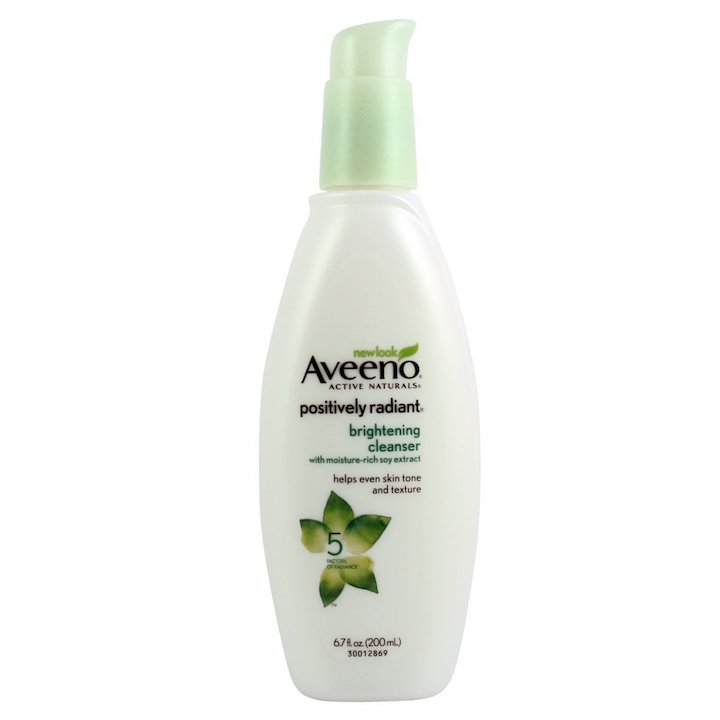 new look
Aveeno®
ACTIVE NATURALS®
positively radiant®
brightening
cleanser
with moisture-rich soy extract
helps even skin tone
and texture
5
FACTORS
OF RADIANCE
TM
6.7 fl. oz. (200 mL)
30012869